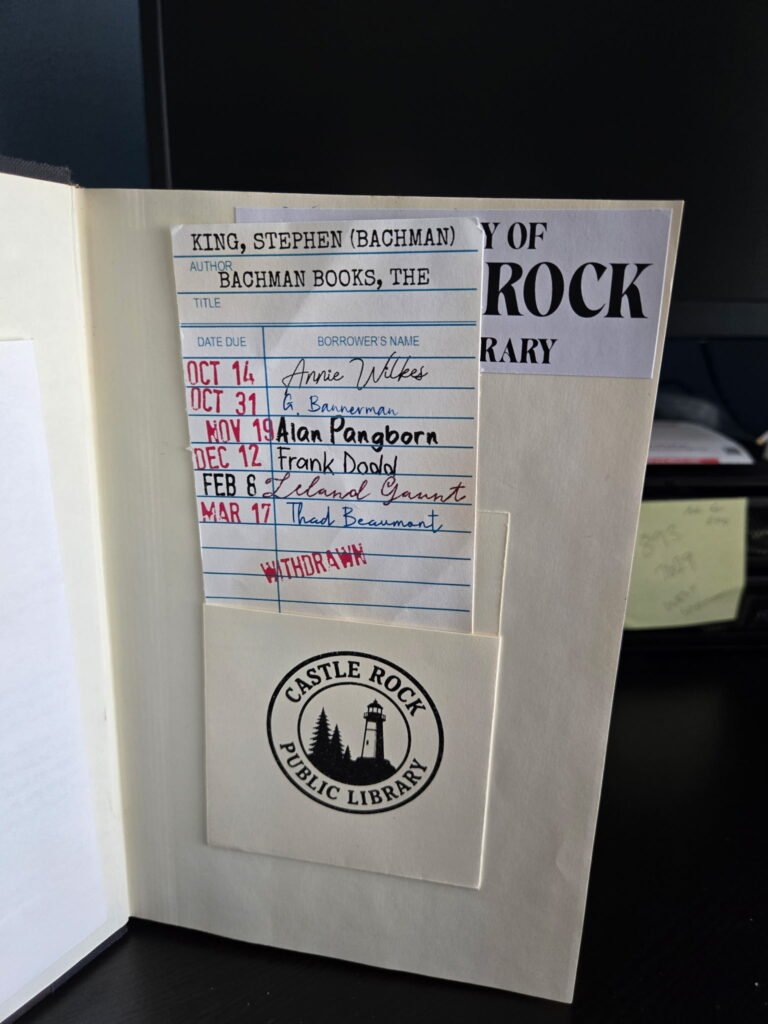 KING, STEPHEN (BACHMAN)
AUTHOR
BACHMAN BOOKS, THE
TITLE
Y OF
ROCK
RARY
DATE DUE BORROWER'S NAME
OCT 14 Annie Wilkes
OCT 31 G. Bannerman
NOV 19 Alan Pangborn
DEC 12 Frank Dodd
FEB 8 Leland Gaunt
MAR 17 Thad Beaumont
WITHDRAWN
CASTLE ROCK
PUBLIC LIBRARY